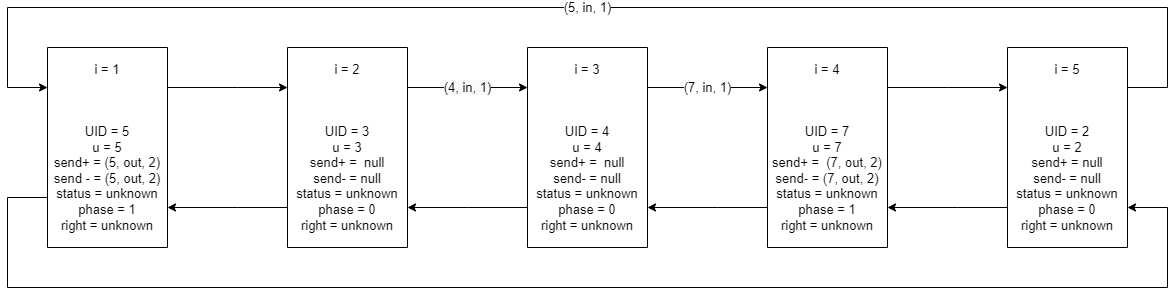 (5, in, 1)
i = 1
i = 2
i = 3
i = 4
i = 5
(4, in, 1)
(7, in, 1)
UID = 5
u = 5
send+ = (5, out, 2)
send - = (5, out, 2)
status = unknown
phase = 1
right = unknown
UID = 3
u = 3
send+ = null
send- = null
status = unknown
phase = 0
right = unknown
UID = 4
u = 4
send+ = null
send- = null
status = unknown
phase = 0
right = unknown
UID = 7
u = 7
send+ = (7, out, 2)
send- = (7, out, 2)
status = unknown
phase = 1
right = unknown
UID = 2
u = 2
send+ = null
send- = null
status = unknown
phase = 0
right = unknown